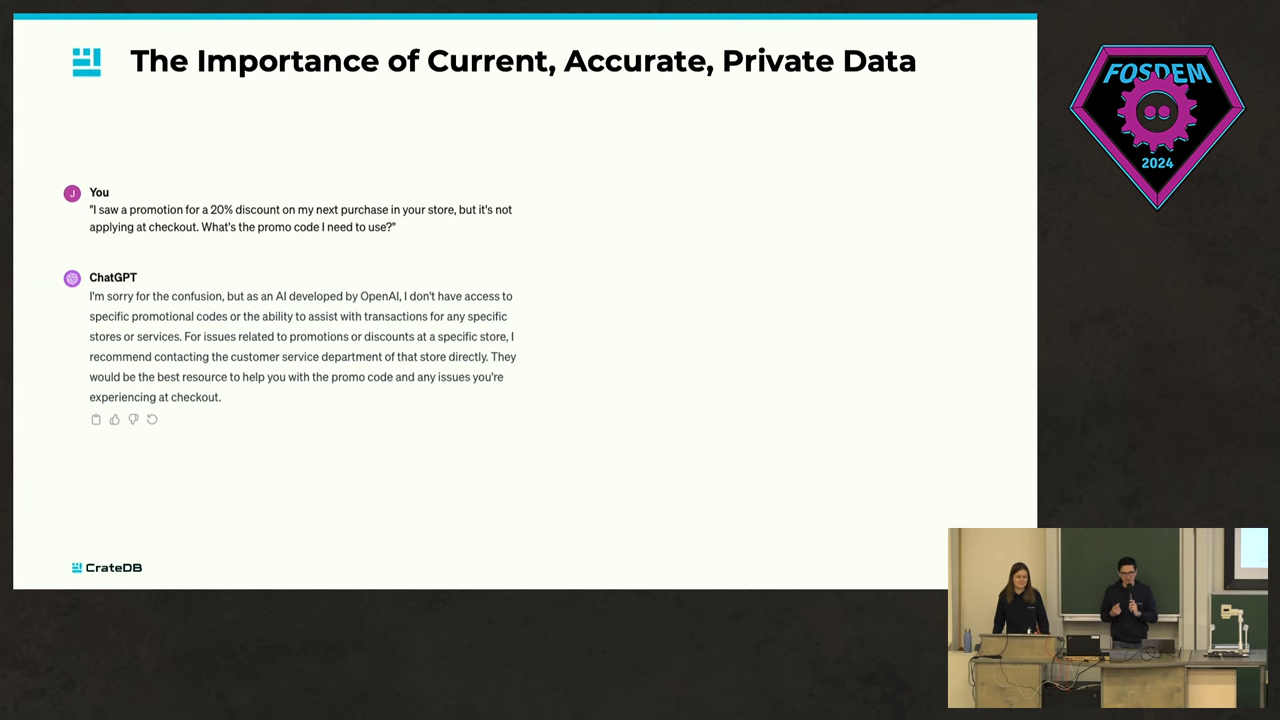 The Importance of Current, Accurate, Private Data
J
You
"I saw a promotion for a 20% discount on my next purchase in your store, but it's not
applying at checkout. What's the promo code I need to use?"
ChatGPT
I'm sorry for the confusion, but as an AI developed by OpenAI, I don't have access to
specific promotional codes or the ability to assist with transactions for any specific
stores or services. For issues related to promotions or discounts at a specific store, I
recommend contacting the customer service department of that store directly. They
would be the best resource to help you with the promo code and any issues you're
experiencing at checkout.
CrateDB
FOSDEM
2024